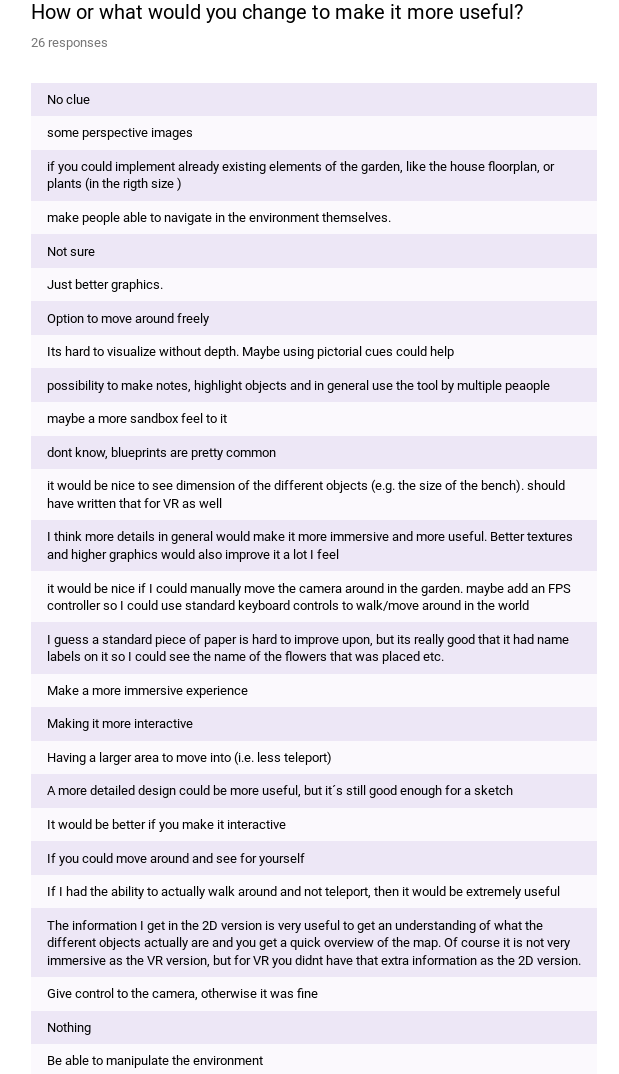 How or what would you change to make it more useful?
26 responses
No clue
some perspective images
if you could implement already existing elements of the garden, like the house floorplan, or
plants (in the rigth size )
make people able to navigate in the environment themselves.
Not sure
Just better graphics.
Option to move around freely
Its hard to visualize without depth. Maybe using pictorial cues could help
possibility to make notes, highlight objects and in general use the tool by multiple peaople
maybe a more sandbox feel to it
dont know, blueprints are pretty common
it would be nice to see dimension of the different objects (e.g. the size of the bench). should
have written that for VR as well
I think more details in general would make it more immersive and more useful. Better textures
and higher graphics would also improve it a lot I feel
it would be nice if I could manually move the camera around in the garden. maybe add an FPS
controller so I could use standard keyboard controls to walk/move around in the world
I guess a standard piece of paper is hard to improve upon, but its really good that it had name
labels on it so I could see the name of the flowers that was placed etc.
Make a more immersive experience
Making it more interactive
Having a larger area to move into (i.e. less teleport)
A more detailed design could be more useful, but it´s still good enough for a sketch
It would be better if you make it interactive
If you could move around and see for yourself
If I had the ability to actually walk around and not teleport, then it would be extremely useful
The information I get in the 2D version is very useful to get an understanding of what the
different objects actually are and you get a quick overview of the map. Of course it is not very
immersive as the VR version, but for VR you didnt have that extra information as the 2D version.
Give control to the camera, otherwise it was fine
Nothing
Be able to manipulate the environment